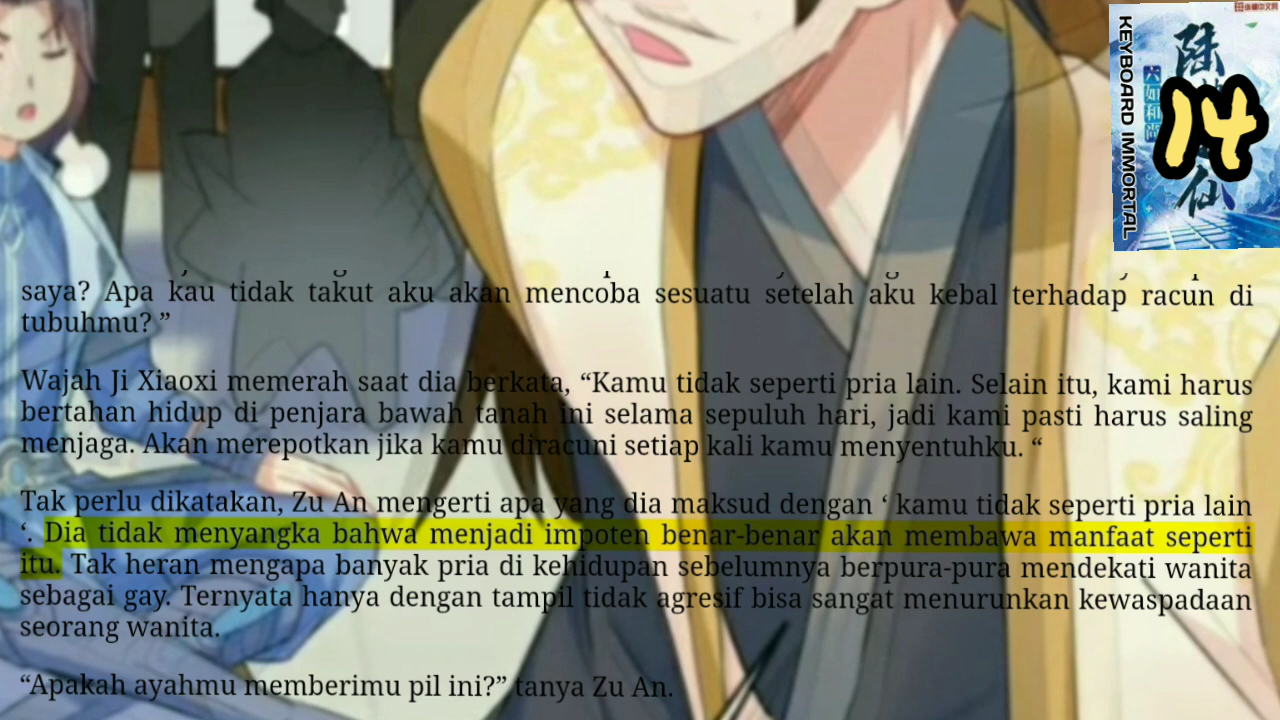 KEYBOARD IMMORTAL
陆
仙
六如和尚
14
saya? Apa kau tidak takut aku akan mencoba sesuatu setelah aku kebal terhadap racun di
tubuhmu? ”
Wajah Ji Xiaoxi memerah saat dia berkata, “Kamu tidak seperti pria lain. Selain itu, kami harus
bertahan hidup di penjara bawah tanah ini selama sepuluh hari, jadi kami pasti harus saling
menjaga. Akan merepotkan jika kamu diracuni setiap kali kamu menyentuhku. “
Tak perlu dikatakan, Zu An mengerti apa yang dia maksud dengan ‘ kamu tidak seperti pria lain
‘. Dia tidak menyangka bahwa menjadi impoten benar-benar akan membawa manfaat seperti
itu. Tak heran mengapa banyak pria di kehidupan sebelumnya berpura-pura mendekati wanita
sebagai gay. Ternyata hanya dengan tampil tidak agresif bisa sangat menurunkan kewaspadaan
seorang wanita.
“Apakah ayahmu memberimu pil ini?” tanya Zu An.